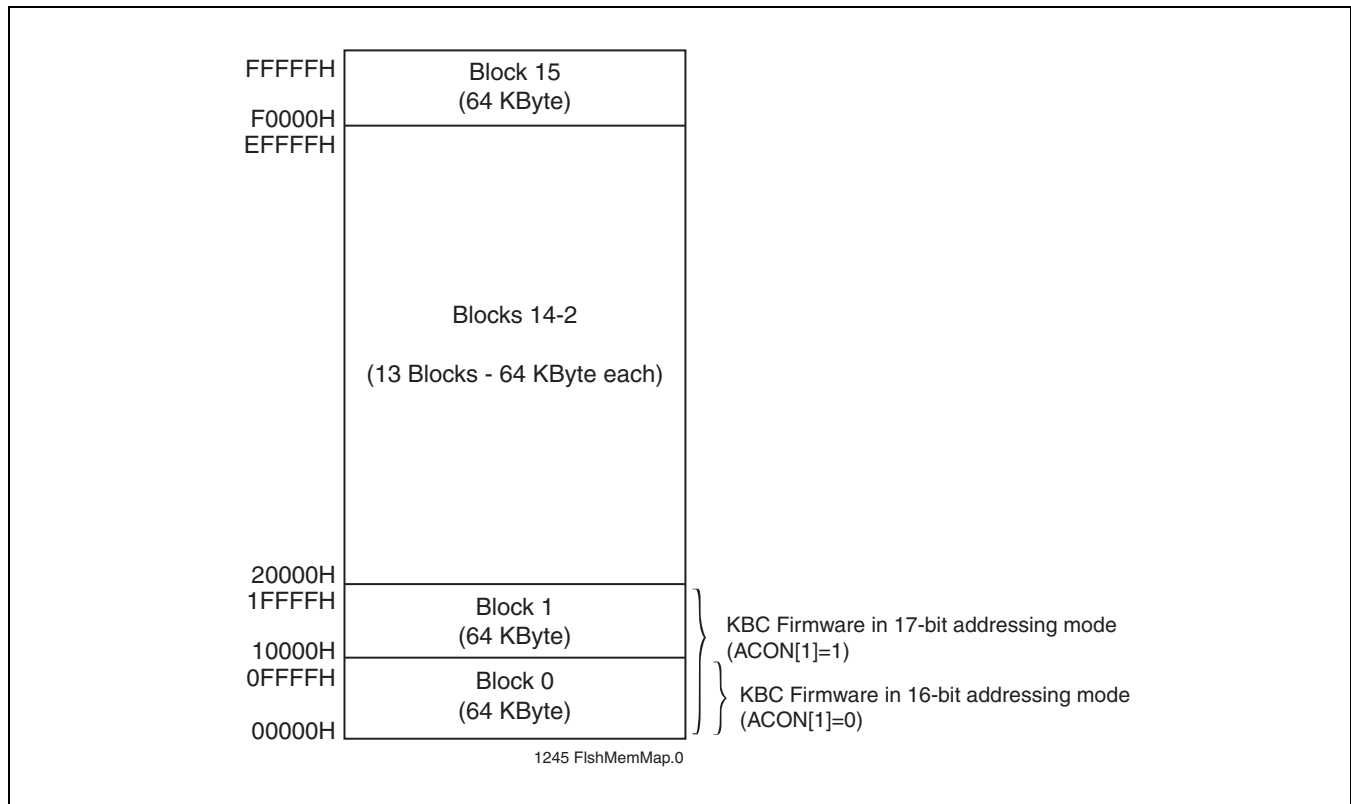 FFFFFH
Block 15
(64 KByte)
F0000H
EFFFFH
Blocks 14-2
(13 Blocks - 64 KByte each)
20000H
1FFFFH
Block 1
(64 KByte)
KBC Firmware in 17-bit addressing mode
(ACON[1]=1)
10000H
0FFFFH
Block 0
(64 KByte)
KBC Firmware in 16-bit addressing mode
(ACON[1]=0)
00000H
1245 FlshMemMap.0